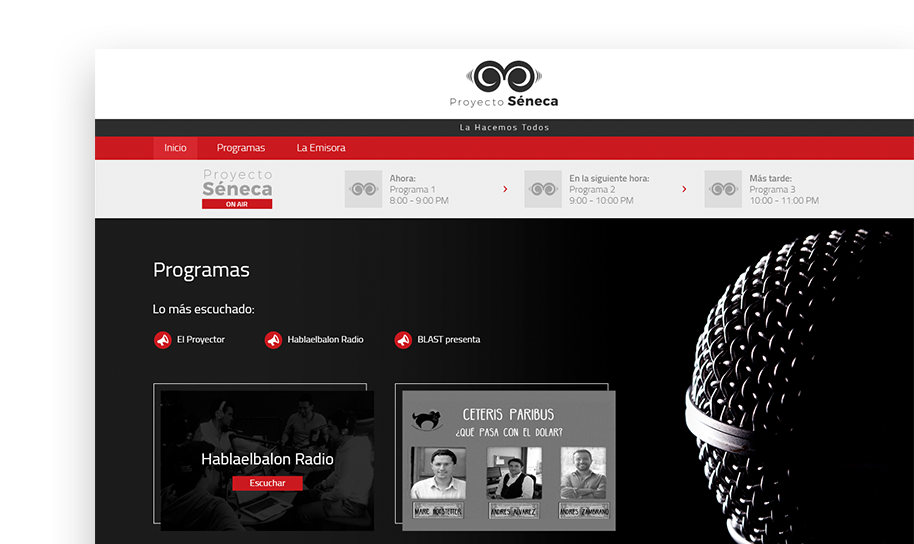 Proyecto Séneca
La Hacemos Todos
Inicio Programas La Emisora
Proyecto
Séneca
ON AIR
Ahora:
Programa 1
8:00 - 9:00 PM
En la siguiente hora:
Programa 2
9:00 - 10:00 PM
Más tarde:
Programa 3
10:00 - 11:00 PM
Programas
Lo más escuchado:
El Proyector Hablaelbalon Radio BLAST presenta
Hablaelbalon Radio
Escuchar
CETERIS PARIBUS
¿QUÉ PASA CON EL DOLAR?
MARC HOFSTETTER ANDRES ALVAREZ ANDRES ZAMBRANO